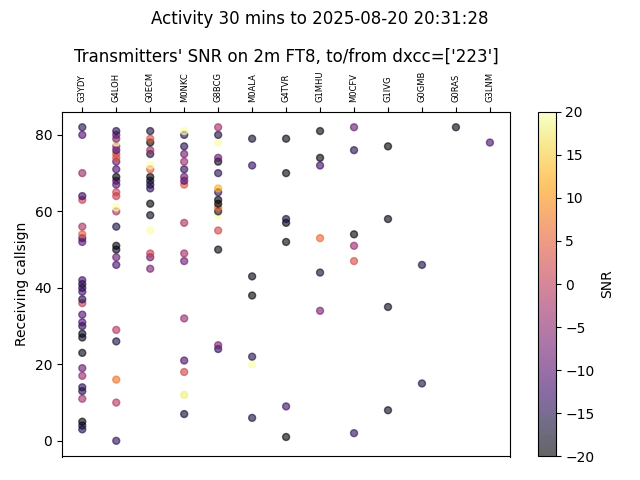 Activity 30 mins to 2025-08-20 20:31:28
Transmitters' SNR on 2m FT8, to/from dxcc=['223']
G3YDY G4LOH G0ECM M0NKC G8BCG M0ALA G4TVR G1MHU M0CFV G1IVG G0GMB G0RAS G3LNM
80
60
40
20
0
Receiving callsign
20
15
10
5
0
−5
−10
−15
−20
SNR